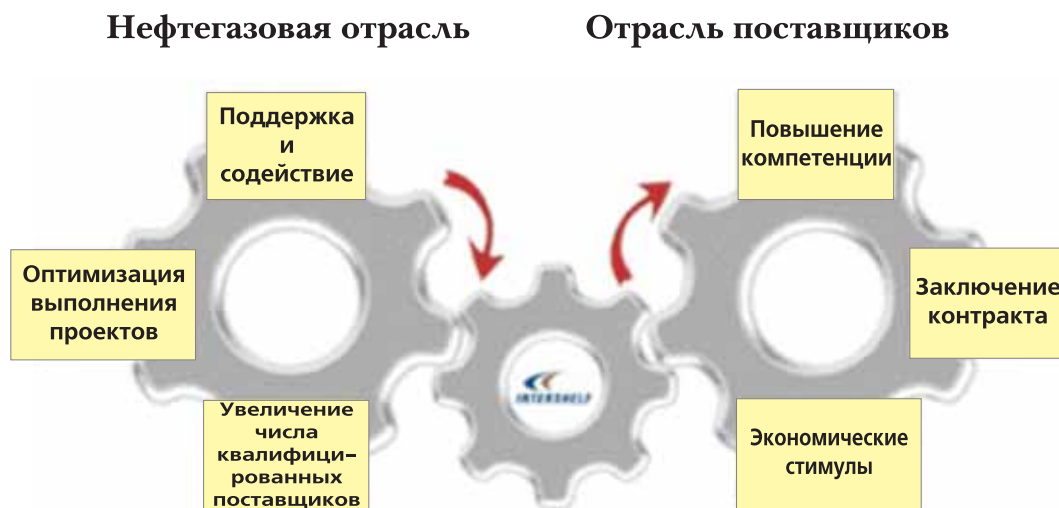 Нефтегазовая отрасль
Отрасль поставщиков
Поддержка
и
содействие
Повышение
компетенции
Оптимизация
выполнения
проектов
Заключение
контракта
INTERSHELF
Увеличение
числа
квалифици–
рованных
поставщиков
Экономические
стимулы